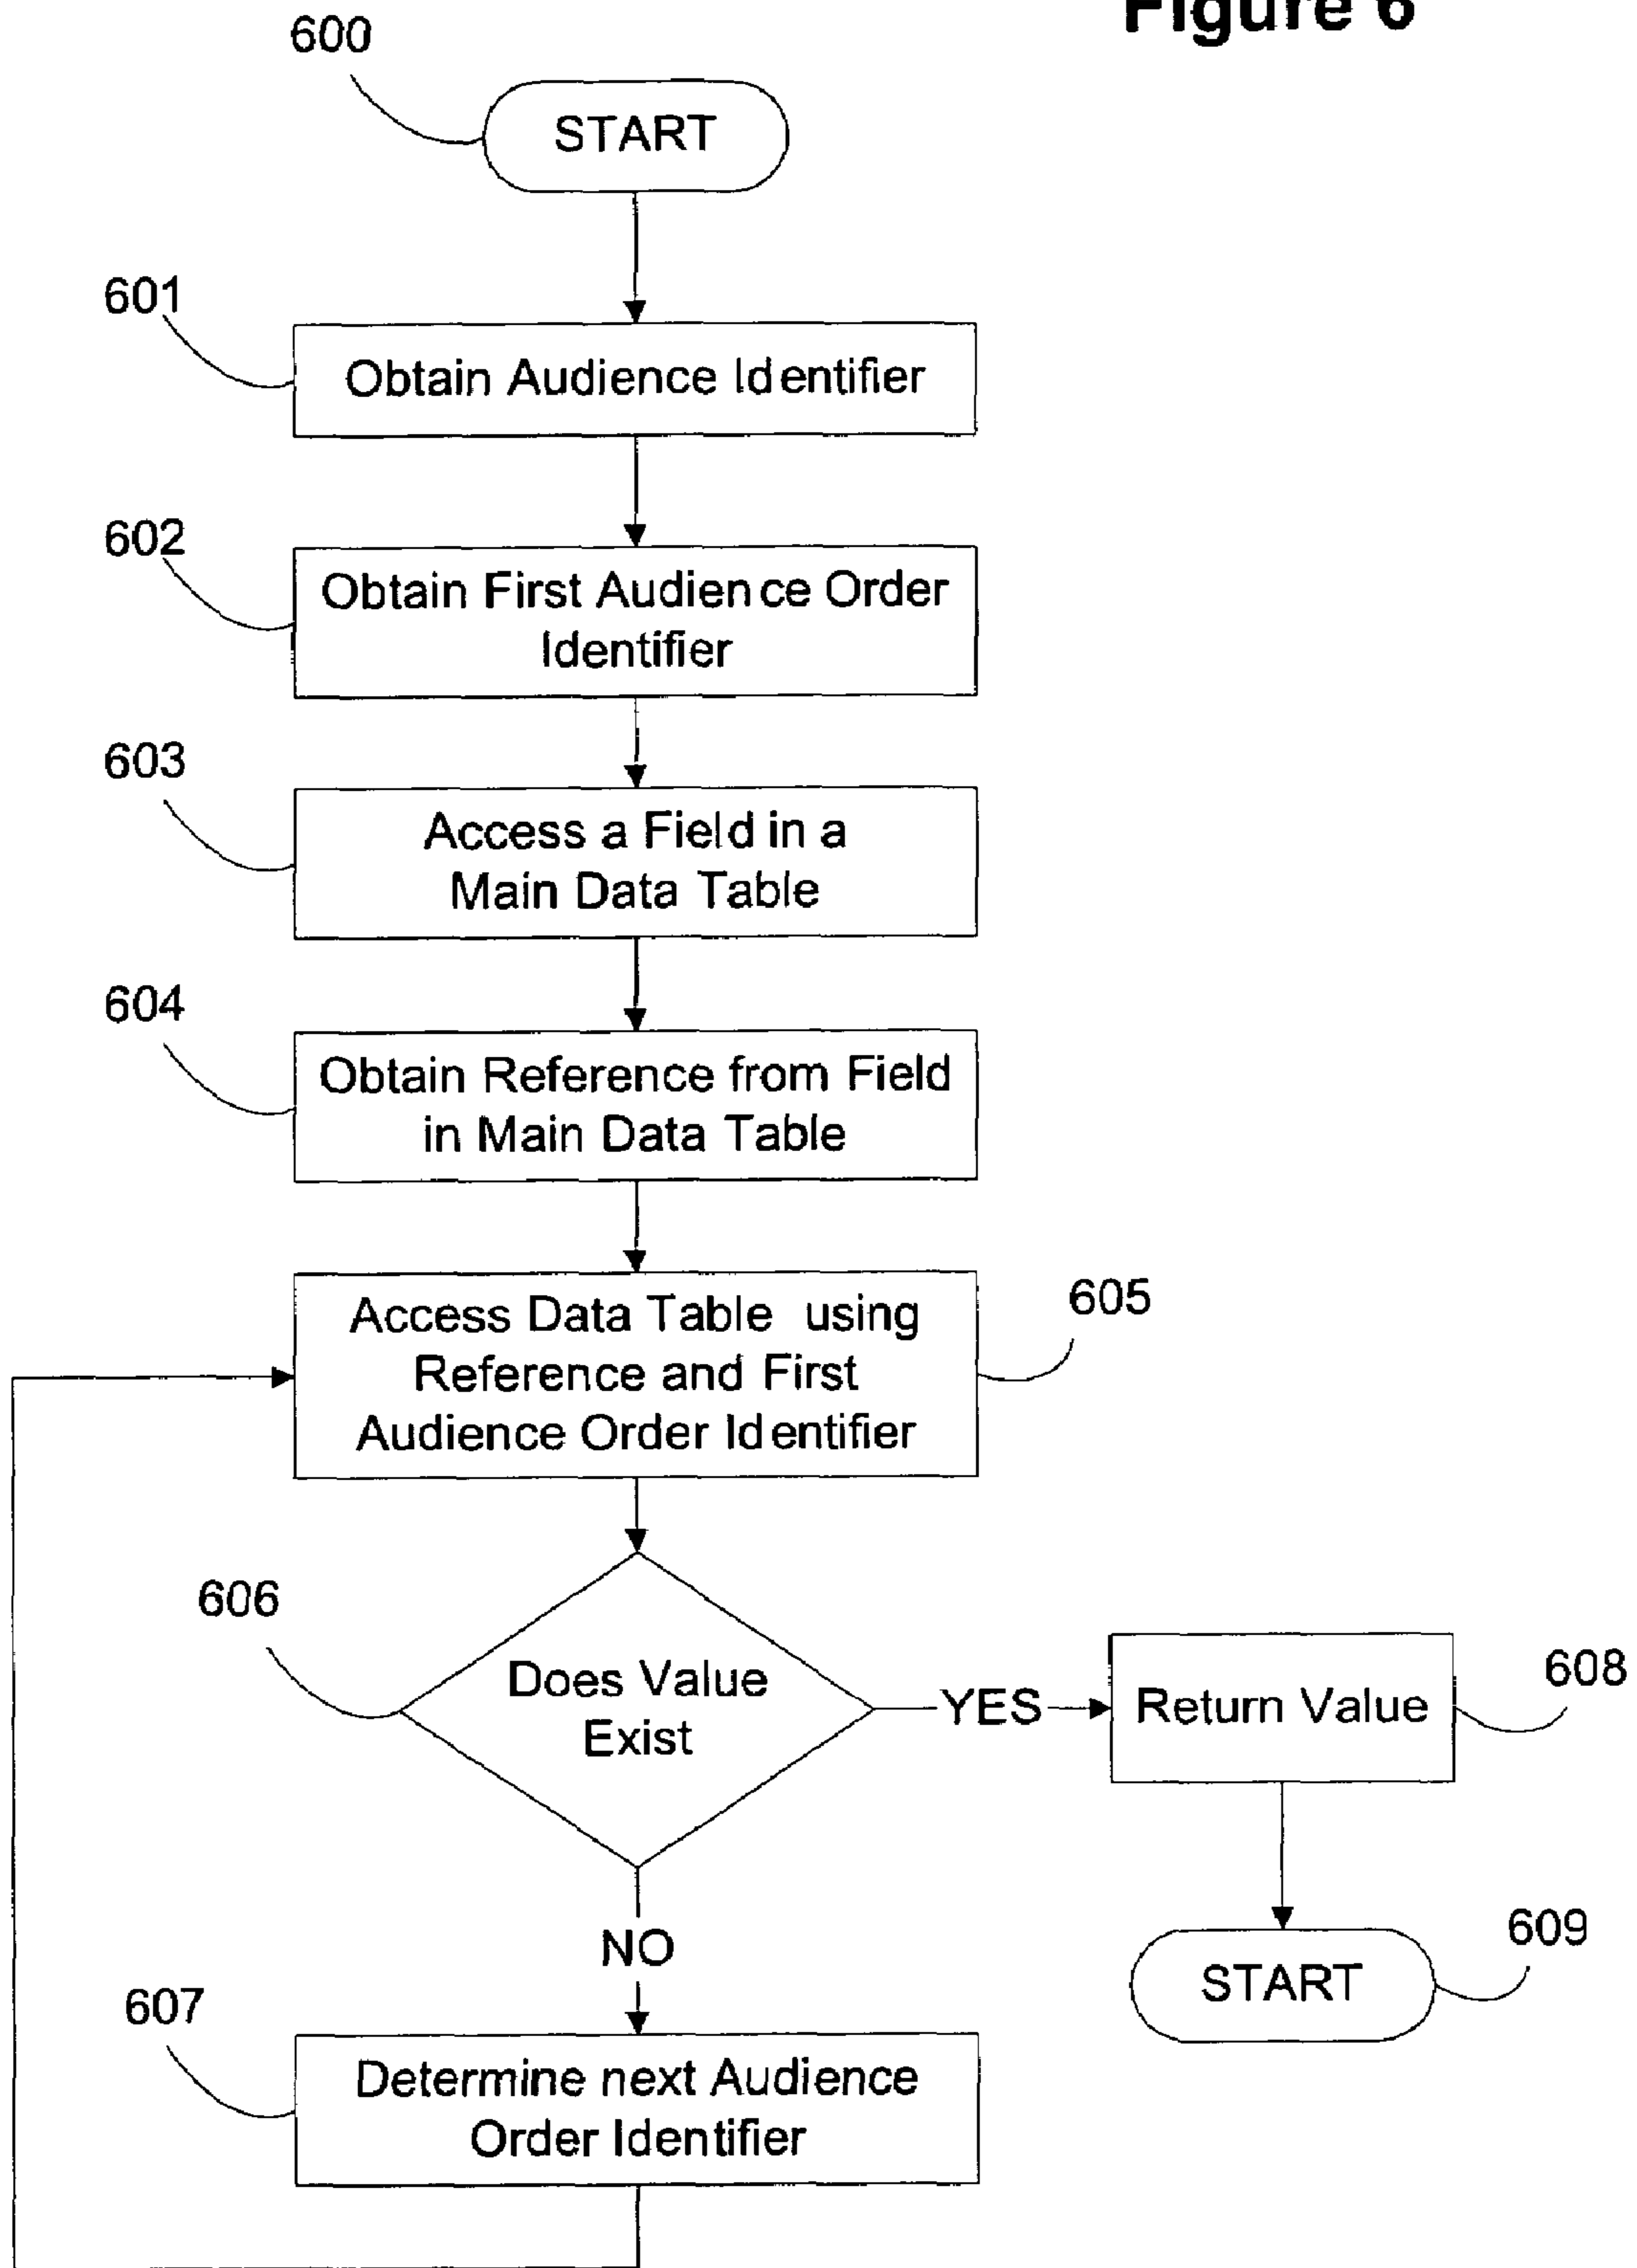 Figure 6
600
START
601
Obtain Audience Identifier
602
Obtain First Audience Order
Identifier
603
Access a Field in a
Main Data Table
604
Obtain Reference from Field
in Main Data Table
605
Access Data Table using
Reference and First
Audience Order Identifier
606
Does Value
Exist
YES
608
Return Value
NO
609
START
607
Determine next Audience
Order Identifier